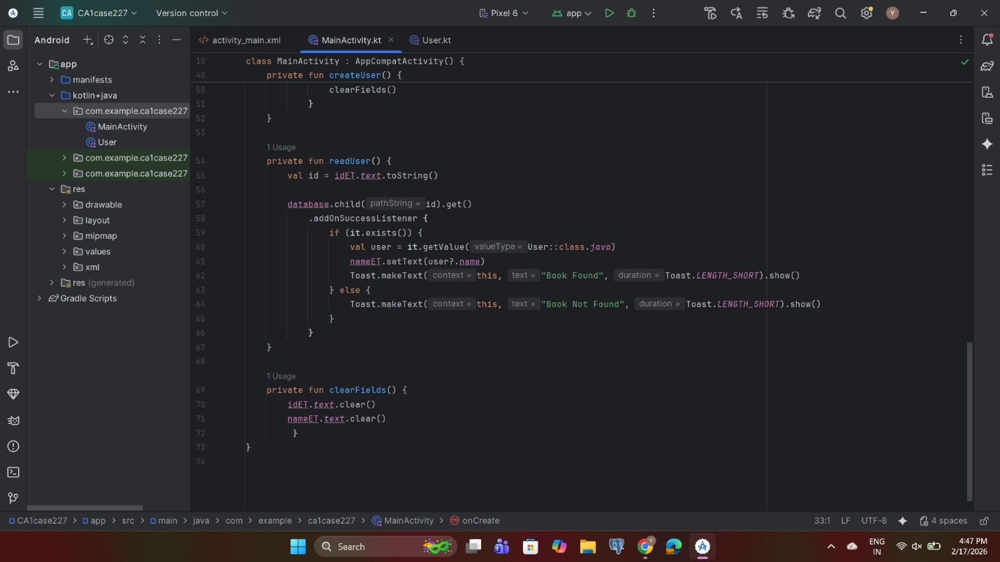 CA CA1case227 Version control Pixel 6 app Y
Android
activity_main.xml MainActivity.kt User.kt
app
manifests
kotlin+java
com.example.ca1case227
MainActivity
User
com.example.ca1case227
com.example.ca1case227
res
drawable
layout
mipmap
values
xml
res (generated)
Gradle Scripts
10 class MainActivity : AppCompatActivity() {
40 private fun createUser() {
50 clearFields()
51 }
52 }
53
1 Usage
54 private fun readUser() {
55 val id = idET.text.toString()
56
57 database.child( pathString = id).get()
58 .addOnSuccessListener {
59 if (it.exists()) {
60 val user = it.getValue( valueType = User::class.java)
61 nameET.setText(user?.name)
62 Toast.makeText( context = this, text = "Book Found", duration = Toast.LENGTH_SHORT).show()
63 } else {
64 Toast.makeText( context = this, text = "Book Not Found", duration = Toast.LENGTH_SHORT).show()
65 }
66 }
67 }
68
1 Usage
69 private fun clearFields() {
70 idET.text.clear()
71 nameET.text.clear()
72 }
73 }
74
CA1case227 > app > src > main > java > com > example > ca1case227 > MainActivity > m onCreate 33:1 LF UTF-8 4 spaces
Search
ENG
IN
4:47 PM
2/17/2026